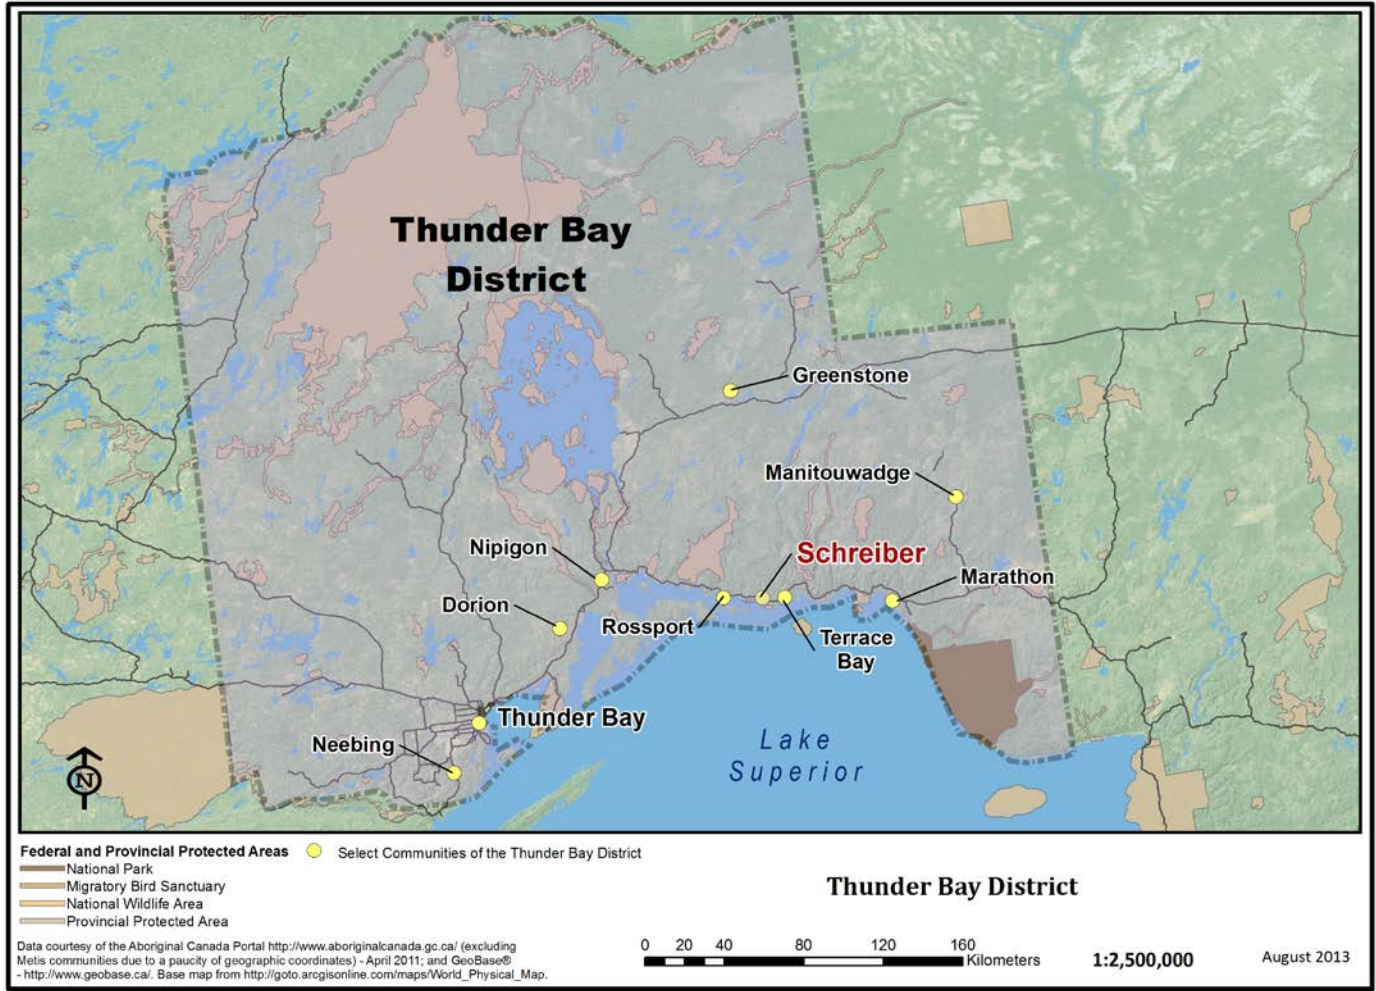 Thunder Bay
District
Greenstone
Manitouwadge
Nipigon
Schreiber
Marathon
Dorion
Rossport
Terrace
Bay
Thunder Bay
Neebing
Lake
Superior
N
Federal and Provincial Protected Areas
Select Communities of the Thunder Bay District
National Park
Migratory Bird Sanctuary
National Wildlife Area
Provincial Protected Area
Thunder Bay District
Data courtesy of the Aboriginal Canada Portal http://www.aboriginalcanada.gc.ca/ (excluding
Metis communities due to a paucity of geographic coordinates) - April 2011; and GeoBase®
- http://www.geobase.ca/. Base map from http://goto.arcgisonline.com/maps/World_Physical_Map.
0 20 40 80 120 160
Kilometers
1:2,500,000
August 2013